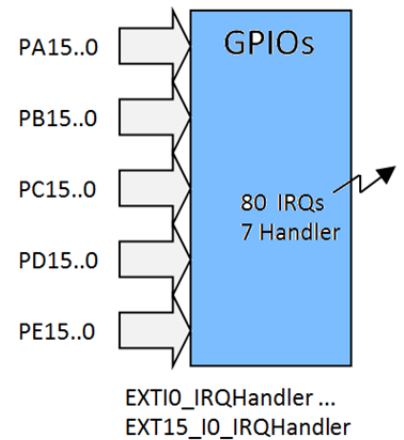 GPIOs
PA15..0
PB15..0
PC15..0
80 IRQs
7 Handler
PD15..0
PE15..0
EXTI0_IRQHandler ...
EXT15_I0_IRQHandler